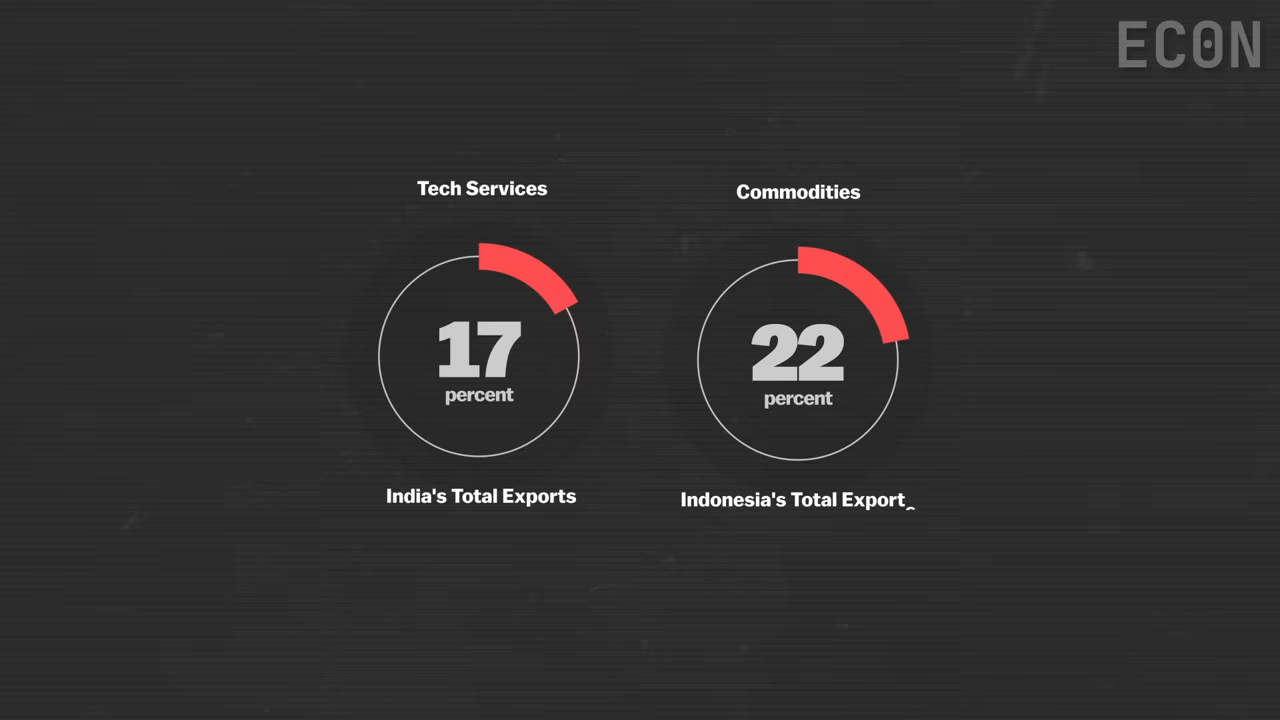 ECON
Tech Services
17
percent
India's Total Exports
Commodities
22
percent
Indonesia's Total Export